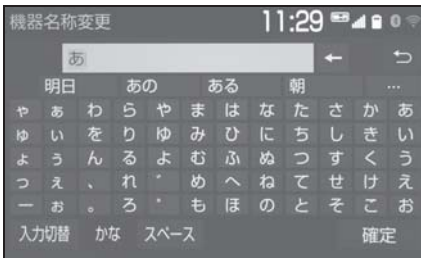 機器名称変更 11:29
あ
明日 あの ある 朝 …
ゃ ぁ わ ら や ま は な た さ か あ
ゅ ぃ を り ゆ み ひ に ち し き い
ょ ぅ ん る よ む ふ ぬ つ す く う
っ ぇ 、 れ ゛ め へ ね て せ け え
ー ぉ 。 ろ ゜ も ほ の と そ こ お
入力切替 かな スペース 確定